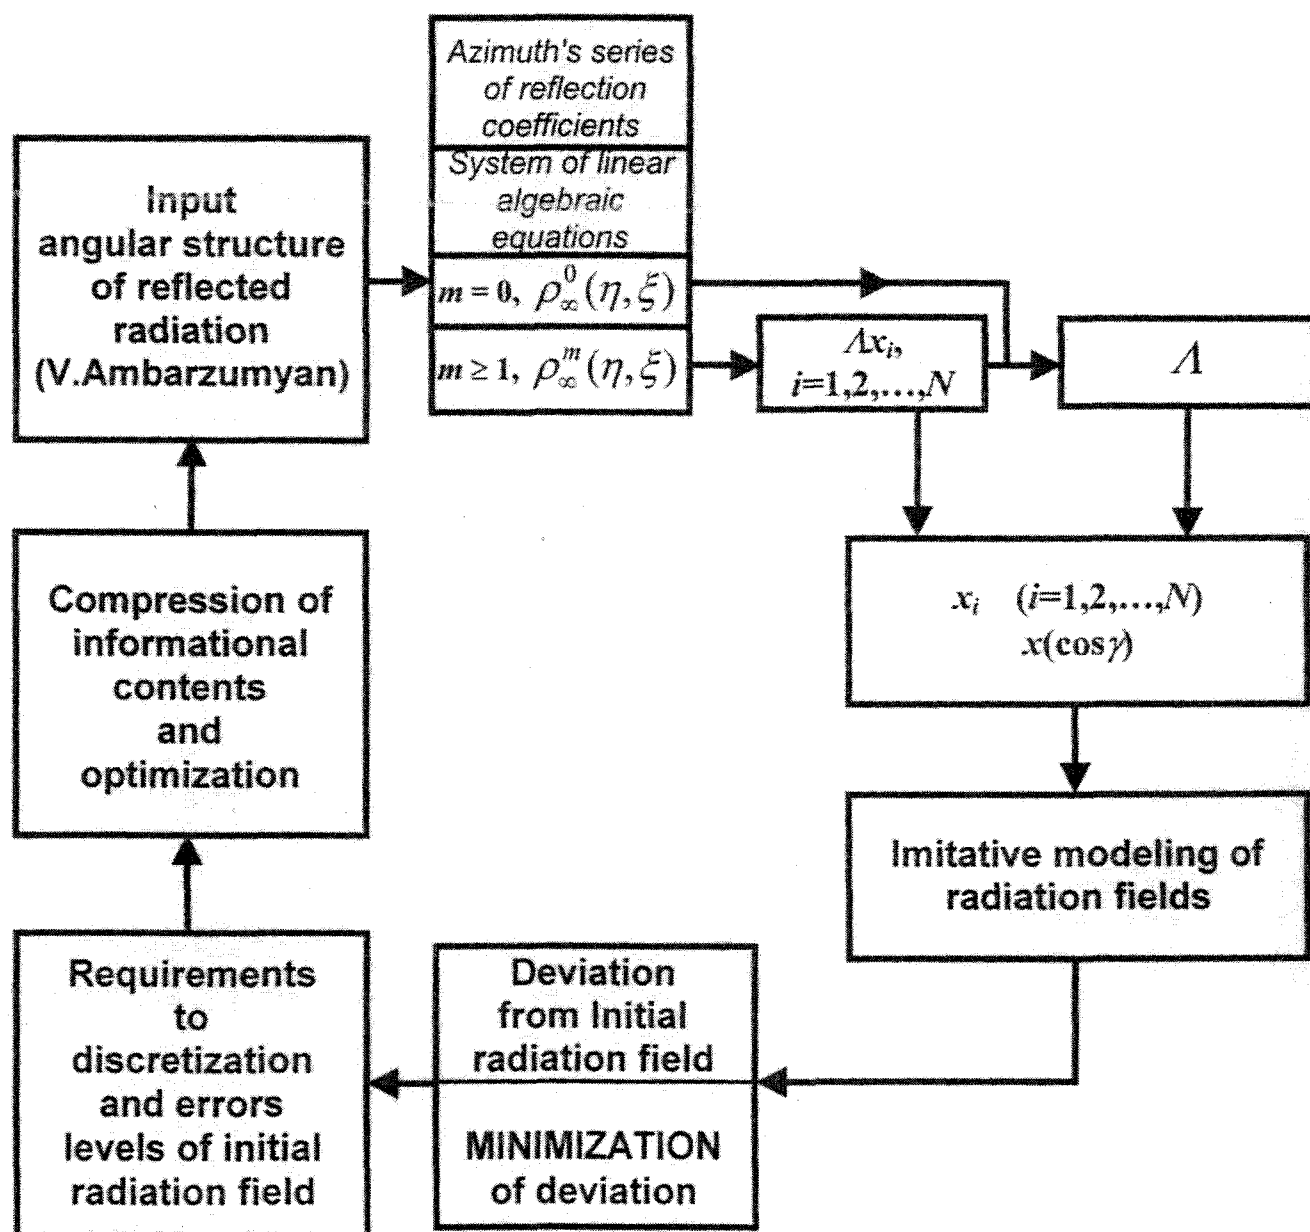 Azimuth's series
of reflection
coefficients
System of linear
algebraic
equations
m = 0, ρ∞⁰(η,ξ)
m ≥ 1, ρ∞ᵐ(η,ξ)
Input
angular structure
of reflected
radiation
(V.Ambarzumyan)
Λxᵢ,
i=1,2,…,N
Λ
xᵢ (i=1,2,…,N)
x(cosγ)
Imitative modeling of
radiation fields
Deviation
from Initial
radiation field
MINIMIZATION
of deviation
Requirements
to
discretization
and errors
levels of initial
radiation field
Compression of
informational
contents
and
optimization